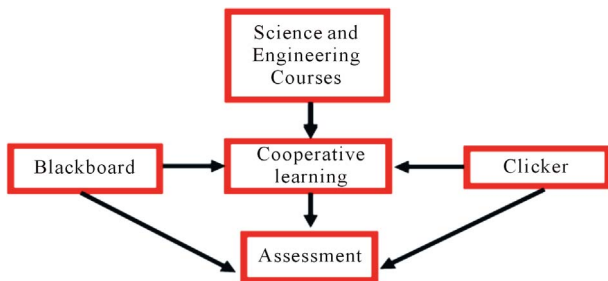 Science and
Engineering
Courses
Blackboard
Cooperative
learning
Clicker
Assessment